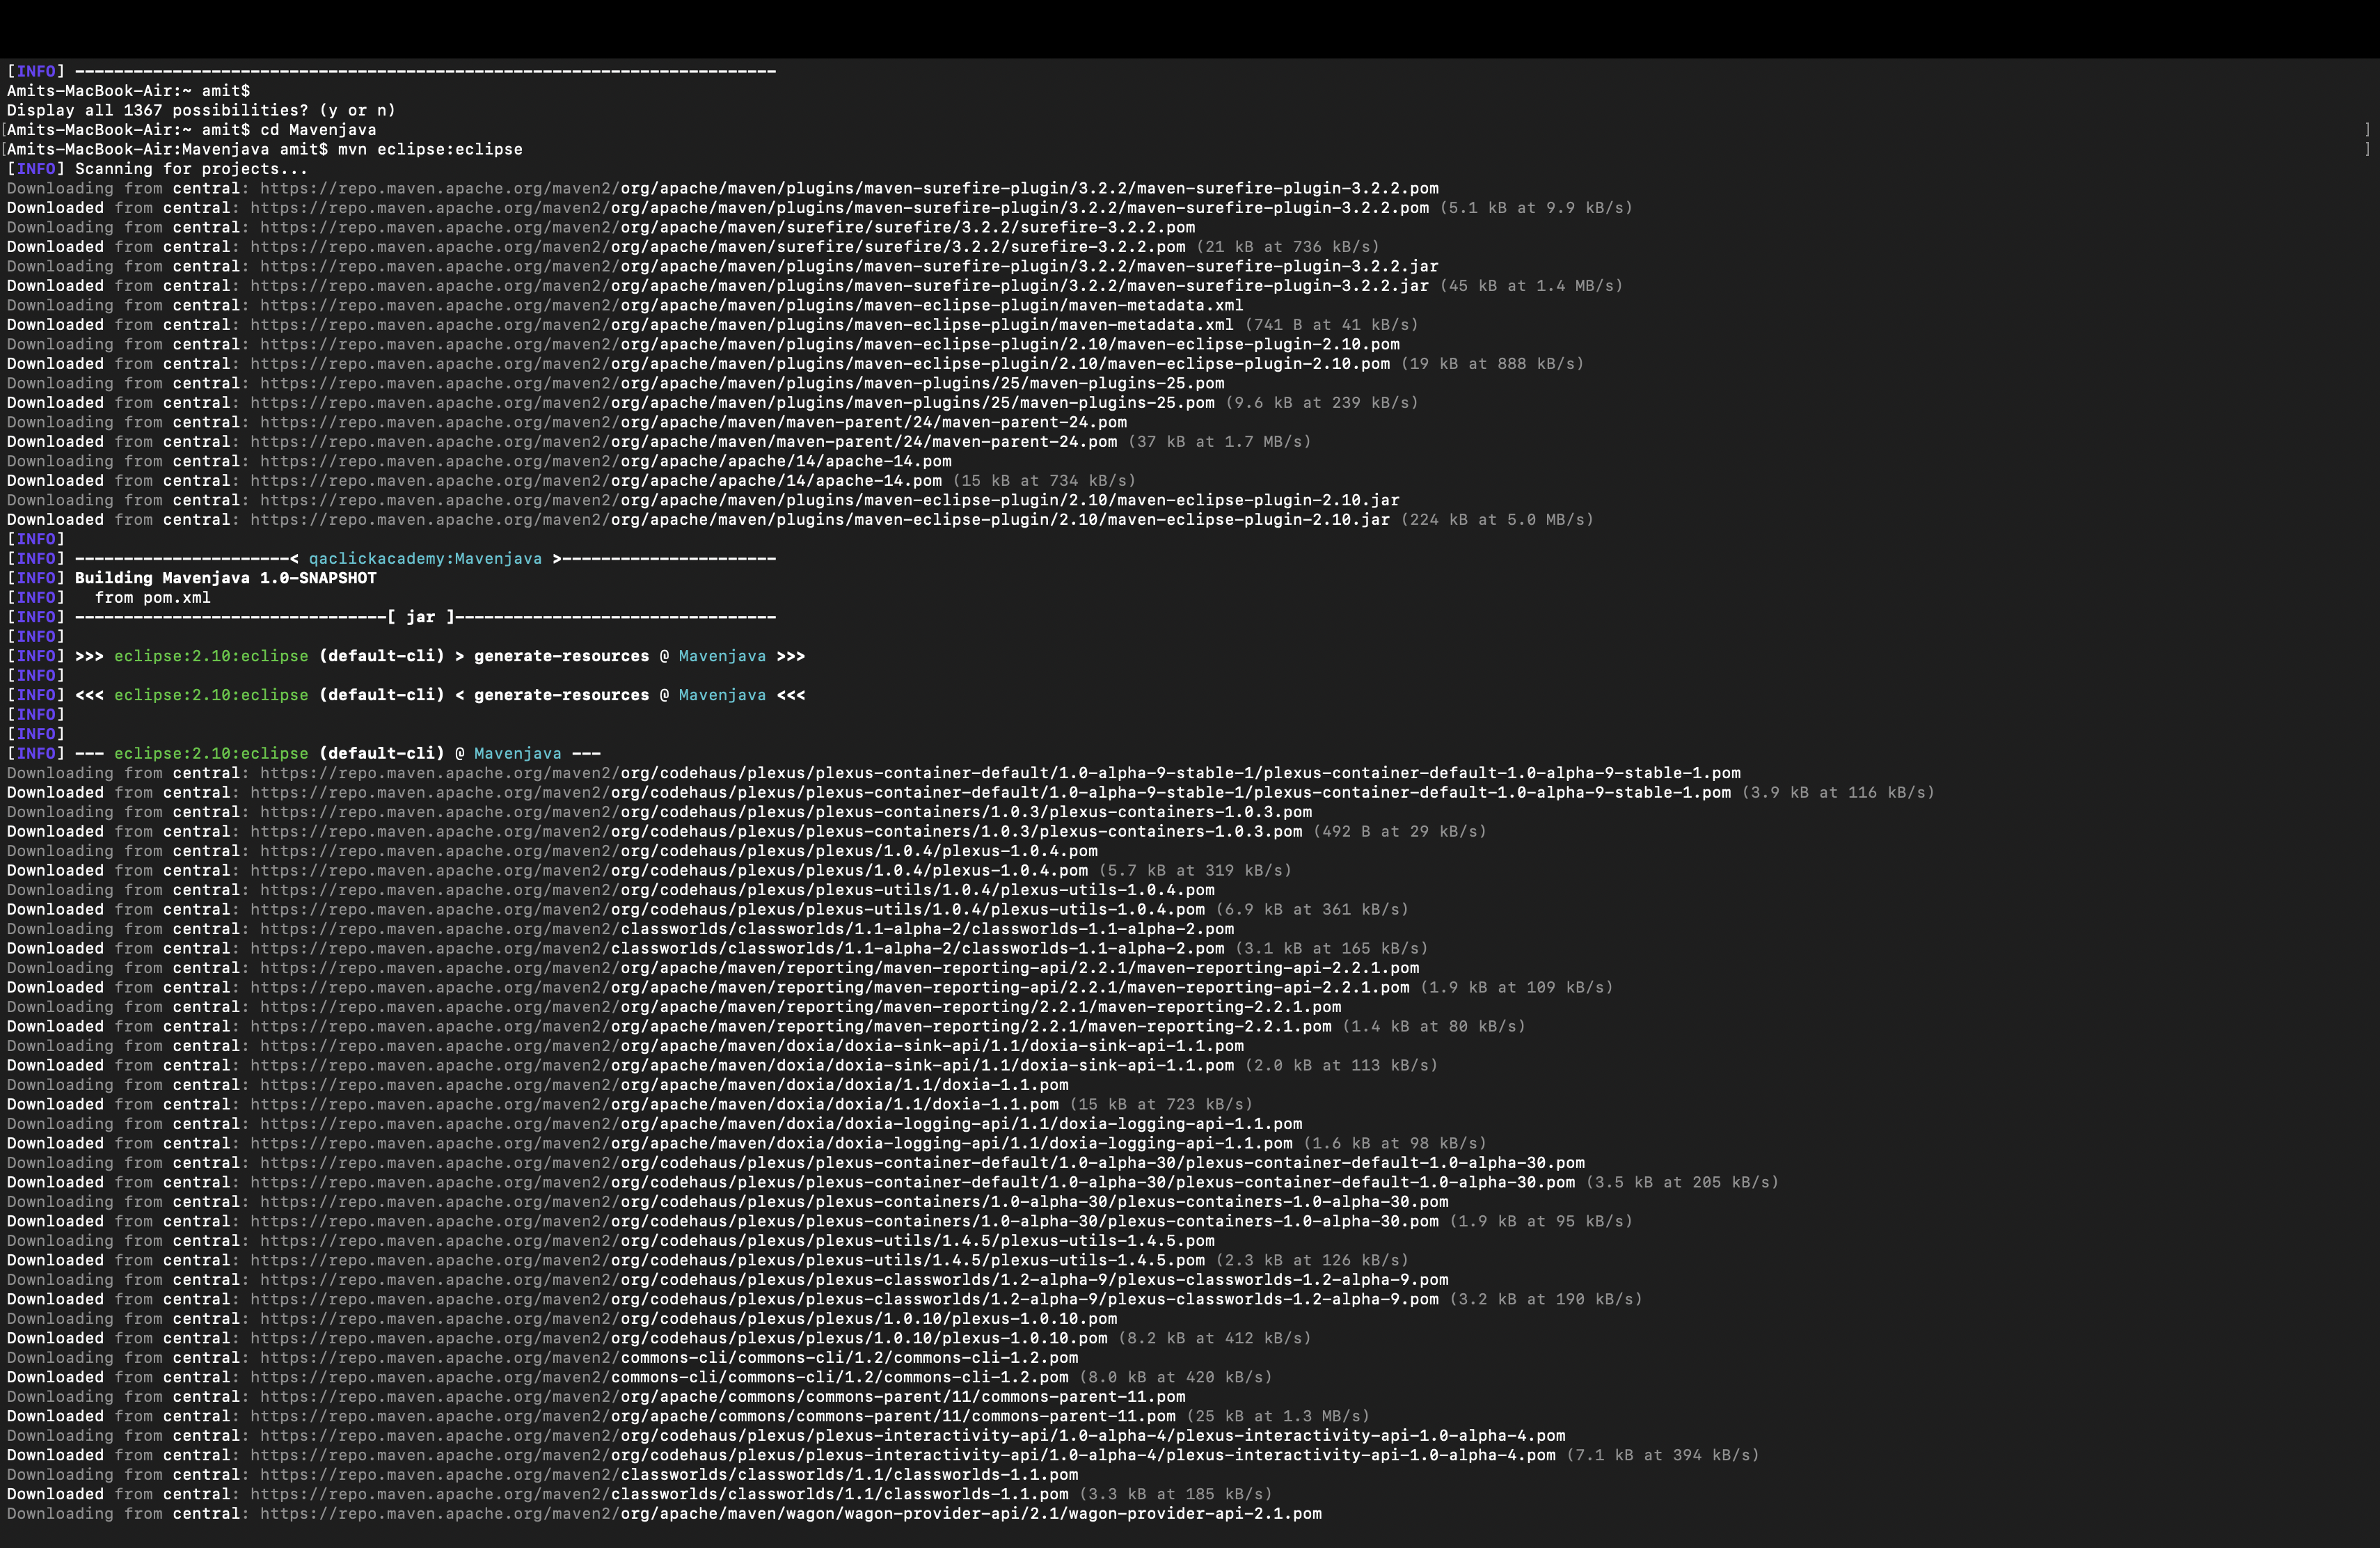 [INFO] ------------------------------------------------------------------------
Amits-MacBook-Air:~ amit$
Display all 1367 possibilities? (y or n)
[Amits-MacBook-Air:~ amit$ cd Mavenjava ]
[Amits-MacBook-Air:Mavenjava amit$ mvn eclipse:eclipse ]
[INFO] Scanning for projects...
Downloading from central: https://repo.maven.apache.org/maven2/org/apache/maven/plugins/maven-surefire-plugin/3.2.2/maven-surefire-plugin-3.2.2.pom
Downloaded from central: https://repo.maven.apache.org/maven2/org/apache/maven/plugins/maven-surefire-plugin/3.2.2/maven-surefire-plugin-3.2.2.pom (5.1 kB at 9.9 kB/s)
Downloading from central: https://repo.maven.apache.org/maven2/org/apache/maven/surefire/surefire/3.2.2/surefire-3.2.2.pom
Downloaded from central: https://repo.maven.apache.org/maven2/org/apache/maven/surefire/surefire/3.2.2/surefire-3.2.2.pom (21 kB at 736 kB/s)
Downloading from central: https://repo.maven.apache.org/maven2/org/apache/maven/plugins/maven-surefire-plugin/3.2.2/maven-surefire-plugin-3.2.2.jar
Downloaded from central: https://repo.maven.apache.org/maven2/org/apache/maven/plugins/maven-surefire-plugin/3.2.2/maven-surefire-plugin-3.2.2.jar (45 kB at 1.4 MB/s)
Downloading from central: https://repo.maven.apache.org/maven2/org/apache/maven/plugins/maven-eclipse-plugin/maven-metadata.xml
Downloaded from central: https://repo.maven.apache.org/maven2/org/apache/maven/plugins/maven-eclipse-plugin/maven-metadata.xml (741 B at 41 kB/s)
Downloading from central: https://repo.maven.apache.org/maven2/org/apache/maven/plugins/maven-eclipse-plugin/2.10/maven-eclipse-plugin-2.10.pom
Downloaded from central: https://repo.maven.apache.org/maven2/org/apache/maven/plugins/maven-eclipse-plugin/2.10/maven-eclipse-plugin-2.10.pom (19 kB at 888 kB/s)
Downloading from central: https://repo.maven.apache.org/maven2/org/apache/maven/plugins/maven-plugins/25/maven-plugins-25.pom
Downloaded from central: https://repo.maven.apache.org/maven2/org/apache/maven/plugins/maven-plugins/25/maven-plugins-25.pom (9.6 kB at 239 kB/s)
Downloading from central: https://repo.maven.apache.org/maven2/org/apache/maven/maven-parent/24/maven-parent-24.pom
Downloaded from central: https://repo.maven.apache.org/maven2/org/apache/maven/maven-parent/24/maven-parent-24.pom (37 kB at 1.7 MB/s)
Downloading from central: https://repo.maven.apache.org/maven2/org/apache/apache/14/apache-14.pom
Downloaded from central: https://repo.maven.apache.org/maven2/org/apache/apache/14/apache-14.pom (15 kB at 734 kB/s)
Downloading from central: https://repo.maven.apache.org/maven2/org/apache/maven/plugins/maven-eclipse-plugin/2.10/maven-eclipse-plugin-2.10.jar
Downloaded from central: https://repo.maven.apache.org/maven2/org/apache/maven/plugins/maven-eclipse-plugin/2.10/maven-eclipse-plugin-2.10.jar (224 kB at 5.0 MB/s)
[INFO]
[INFO] ----------------------< qaclickacademy:Mavenjava >----------------------
[INFO] Building Mavenjava 1.0-SNAPSHOT
[INFO]   from pom.xml
[INFO] --------------------------------[ jar ]---------------------------------
[INFO]
[INFO] >>> eclipse:2.10:eclipse (default-cli) > generate-resources @ Mavenjava >>>
[INFO]
[INFO] <<< eclipse:2.10:eclipse (default-cli) < generate-resources @ Mavenjava <<<
[INFO]
[INFO]
[INFO] --- eclipse:2.10:eclipse (default-cli) @ Mavenjava ---
Downloading from central: https://repo.maven.apache.org/maven2/org/codehaus/plexus/plexus-container-default/1.0-alpha-9-stable-1/plexus-container-default-1.0-alpha-9-stable-1.pom
Downloaded from central: https://repo.maven.apache.org/maven2/org/codehaus/plexus/plexus-container-default/1.0-alpha-9-stable-1/plexus-container-default-1.0-alpha-9-stable-1.pom (3.9 kB at 116 kB/s)
Downloading from central: https://repo.maven.apache.org/maven2/org/codehaus/plexus/plexus-containers/1.0.3/plexus-containers-1.0.3.pom
Downloaded from central: https://repo.maven.apache.org/maven2/org/codehaus/plexus/plexus-containers/1.0.3/plexus-containers-1.0.3.pom (492 B at 29 kB/s)
Downloading from central: https://repo.maven.apache.org/maven2/org/codehaus/plexus/plexus/1.0.4/plexus-1.0.4.pom
Downloaded from central: https://repo.maven.apache.org/maven2/org/codehaus/plexus/plexus/1.0.4/plexus-1.0.4.pom (5.7 kB at 319 kB/s)
Downloading from central: https://repo.maven.apache.org/maven2/org/codehaus/plexus/plexus-utils/1.0.4/plexus-utils-1.0.4.pom
Downloaded from central: https://repo.maven.apache.org/maven2/org/codehaus/plexus/plexus-utils/1.0.4/plexus-utils-1.0.4.pom (6.9 kB at 361 kB/s)
Downloading from central: https://repo.maven.apache.org/maven2/classworlds/classworlds/1.1-alpha-2/classworlds-1.1-alpha-2.pom
Downloaded from central: https://repo.maven.apache.org/maven2/classworlds/classworlds/1.1-alpha-2/classworlds-1.1-alpha-2.pom (3.1 kB at 165 kB/s)
Downloading from central: https://repo.maven.apache.org/maven2/org/apache/maven/reporting/maven-reporting-api/2.2.1/maven-reporting-api-2.2.1.pom
Downloaded from central: https://repo.maven.apache.org/maven2/org/apache/maven/reporting/maven-reporting-api/2.2.1/maven-reporting-api-2.2.1.pom (1.9 kB at 109 kB/s)
Downloading from central: https://repo.maven.apache.org/maven2/org/apache/maven/reporting/maven-reporting/2.2.1/maven-reporting-2.2.1.pom
Downloaded from central: https://repo.maven.apache.org/maven2/org/apache/maven/reporting/maven-reporting/2.2.1/maven-reporting-2.2.1.pom (1.4 kB at 80 kB/s)
Downloading from central: https://repo.maven.apache.org/maven2/org/apache/maven/doxia/doxia-sink-api/1.1/doxia-sink-api-1.1.pom
Downloaded from central: https://repo.maven.apache.org/maven2/org/apache/maven/doxia/doxia-sink-api/1.1/doxia-sink-api-1.1.pom (2.0 kB at 113 kB/s)
Downloading from central: https://repo.maven.apache.org/maven2/org/apache/maven/doxia/doxia/1.1/doxia-1.1.pom
Downloaded from central: https://repo.maven.apache.org/maven2/org/apache/maven/doxia/doxia/1.1/doxia-1.1.pom (15 kB at 723 kB/s)
Downloading from central: https://repo.maven.apache.org/maven2/org/apache/maven/doxia/doxia-logging-api/1.1/doxia-logging-api-1.1.pom
Downloaded from central: https://repo.maven.apache.org/maven2/org/apache/maven/doxia/doxia-logging-api/1.1/doxia-logging-api-1.1.pom (1.6 kB at 98 kB/s)
Downloading from central: https://repo.maven.apache.org/maven2/org/codehaus/plexus/plexus-container-default/1.0-alpha-30/plexus-container-default-1.0-alpha-30.pom
Downloaded from central: https://repo.maven.apache.org/maven2/org/codehaus/plexus/plexus-container-default/1.0-alpha-30/plexus-container-default-1.0-alpha-30.pom (3.5 kB at 205 kB/s)
Downloading from central: https://repo.maven.apache.org/maven2/org/codehaus/plexus/plexus-containers/1.0-alpha-30/plexus-containers-1.0-alpha-30.pom
Downloaded from central: https://repo.maven.apache.org/maven2/org/codehaus/plexus/plexus-containers/1.0-alpha-30/plexus-containers-1.0-alpha-30.pom (1.9 kB at 95 kB/s)
Downloading from central: https://repo.maven.apache.org/maven2/org/codehaus/plexus/plexus-utils/1.4.5/plexus-utils-1.4.5.pom
Downloaded from central: https://repo.maven.apache.org/maven2/org/codehaus/plexus/plexus-utils/1.4.5/plexus-utils-1.4.5.pom (2.3 kB at 126 kB/s)
Downloading from central: https://repo.maven.apache.org/maven2/org/codehaus/plexus/plexus-classworlds/1.2-alpha-9/plexus-classworlds-1.2-alpha-9.pom
Downloaded from central: https://repo.maven.apache.org/maven2/org/codehaus/plexus/plexus-classworlds/1.2-alpha-9/plexus-classworlds-1.2-alpha-9.pom (3.2 kB at 190 kB/s)
Downloading from central: https://repo.maven.apache.org/maven2/org/codehaus/plexus/plexus/1.0.10/plexus-1.0.10.pom
Downloaded from central: https://repo.maven.apache.org/maven2/org/codehaus/plexus/plexus/1.0.10/plexus-1.0.10.pom (8.2 kB at 412 kB/s)
Downloading from central: https://repo.maven.apache.org/maven2/commons-cli/commons-cli/1.2/commons-cli-1.2.pom
Downloaded from central: https://repo.maven.apache.org/maven2/commons-cli/commons-cli/1.2/commons-cli-1.2.pom (8.0 kB at 420 kB/s)
Downloading from central: https://repo.maven.apache.org/maven2/org/apache/commons/commons-parent/11/commons-parent-11.pom
Downloaded from central: https://repo.maven.apache.org/maven2/org/apache/commons/commons-parent/11/commons-parent-11.pom (25 kB at 1.3 MB/s)
Downloading from central: https://repo.maven.apache.org/maven2/org/codehaus/plexus/plexus-interactivity-api/1.0-alpha-4/plexus-interactivity-api-1.0-alpha-4.pom
Downloaded from central: https://repo.maven.apache.org/maven2/org/codehaus/plexus/plexus-interactivity-api/1.0-alpha-4/plexus-interactivity-api-1.0-alpha-4.pom (7.1 kB at 394 kB/s)
Downloading from central: https://repo.maven.apache.org/maven2/classworlds/classworlds/1.1/classworlds-1.1.pom
Downloaded from central: https://repo.maven.apache.org/maven2/classworlds/classworlds/1.1/classworlds-1.1.pom (3.3 kB at 185 kB/s)
Downloading from central: https://repo.maven.apache.org/maven2/org/apache/maven/wagon/wagon-provider-api/2.1/wagon-provider-api-2.1.pom